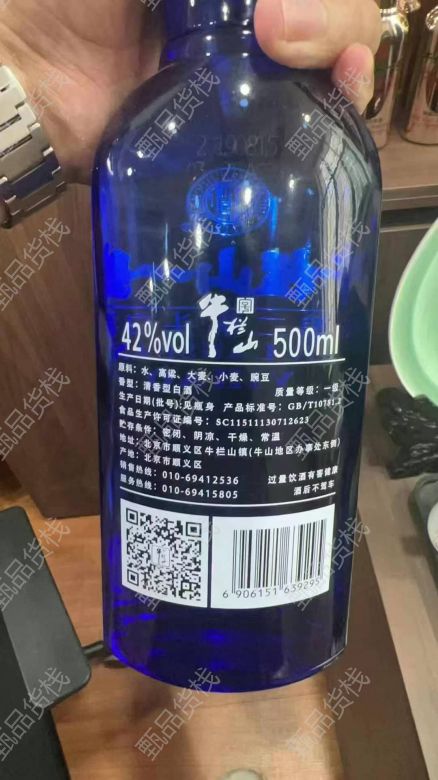 42%vol 牛栏山 500ml
原料：水、高粱、大麦、小麦、豌豆
香型：清香型白酒 质量等级：一级
生产日期(批号)：见瓶身 产品标准号：GB/T10781.2
食品生产许可证编号：SC11511130712623
贮存条件：密闭、阴凉、干燥、常温
地址：北京市顺义区牛栏山镇(牛山地区办事处东侧)
产地：北京市顺义区
销售热线：010-69412536 过量饮酒有害健康
服务热线：010-69415805 酒后不驾车
6 906151 639295
甄品货栈